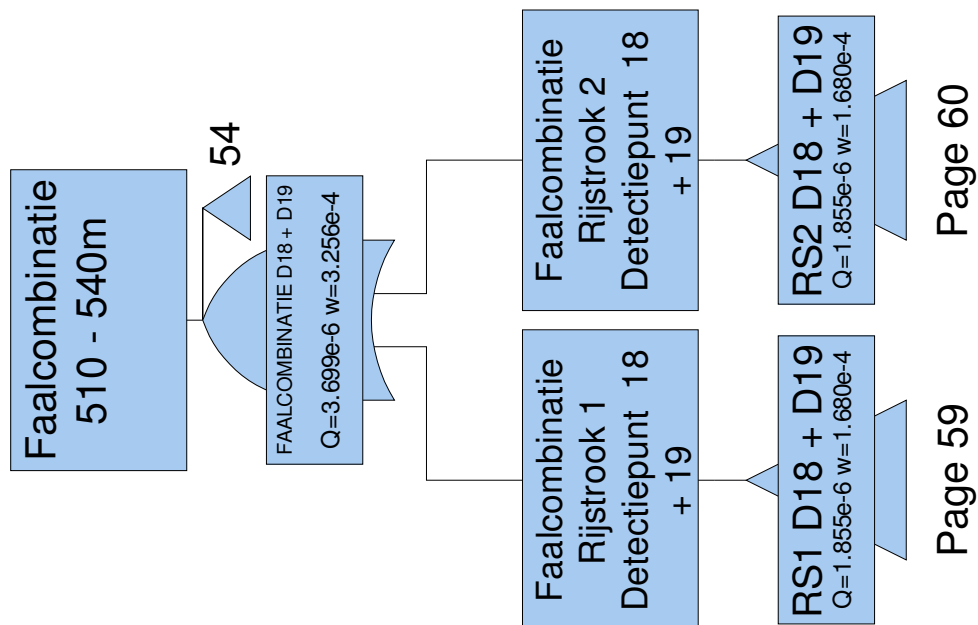 Faalcombinatie
510 - 540m
54
FAALCOMBINATIE D18 + D19
Q=3.699e-6 w=3.256e-4
Faalcombinatie
Rijstrook 1
Detectiepunt 18
+ 19
RS1 D18 + D19
Q=1.855e-6 w=1.680e-4
Page 59
Faalcombinatie
Rijstrook 2
Detectiepunt 18
+ 19
RS2 D18 + D19
Q=1.855e-6 w=1.680e-4
Page 60